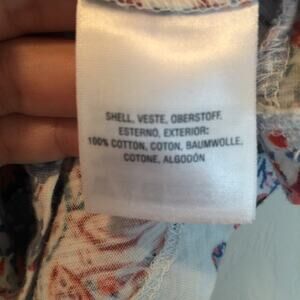 SHELL, VESTE, OBERSTOFF,
ESTERNO, EXTERIOR:
100% COTTON, COTON, BAUMWOLLE,
COTONE, ALGODÓN